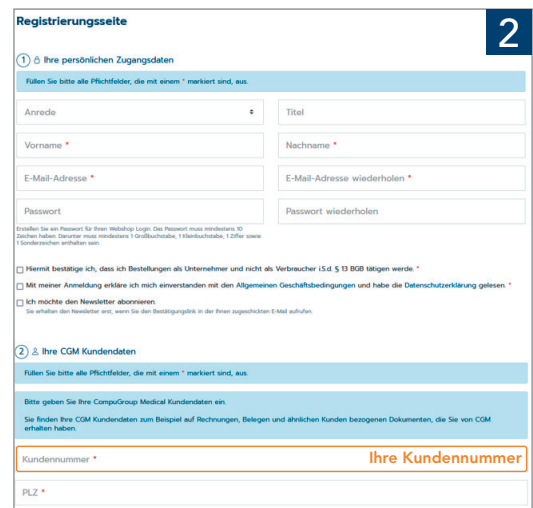 Registrierungsseite
2
1 Ihre persönlichen Zugangsdaten
Füllen Sie bitte alle Pflichtfelder, die mit einem * markiert sind, aus.
Anrede
Titel
Vorname *
Nachname *
E-Mail-Adresse *
E-Mail-Adresse wiederholen *
Passwort
Passwort wiederholen
Erstellen Sie ein Passwort für Ihren Webshop Login: Das Passwort muss mindestens 10
Zeichen haben. Darunter muss mindestens 1 Großbuchstabe, 1 Kleinbuchstabe, 1 Ziffer sowie
1 Sonderzeichen enthalten sein.
Hiermit bestätige ich, dass ich Bestellungen als Unternehmer und nicht als Verbraucher i.S.d. § 13 BGB tätigen werde. *
Mit meiner Anmeldung erkläre ich mich einverstanden mit den Allgemeinen Geschäftsbedingungen und habe die Datenschutzerklärung gelesen. *
Ich möchte den Newsletter abonnieren.
Sie erhalten den Newsletter erst, wenn Sie den Bestätigungslink in der Ihnen zugeschickten E-Mail aufrufen.
2 Ihre CGM Kundendaten
Füllen Sie bitte alle Pflichtfelder, die mit einem * markiert sind, aus.
Bitte geben Sie Ihre CompuGroup Medical Kundendaten ein.
Sie finden Ihre CGM Kundendaten zum Beispiel auf Rechnungen, Belegen und ähnlichen Kunden bezogenen Dokumenten, die Sie von CGM
erhalten haben.
Kundennummer *
Ihre Kundennummer
PLZ *